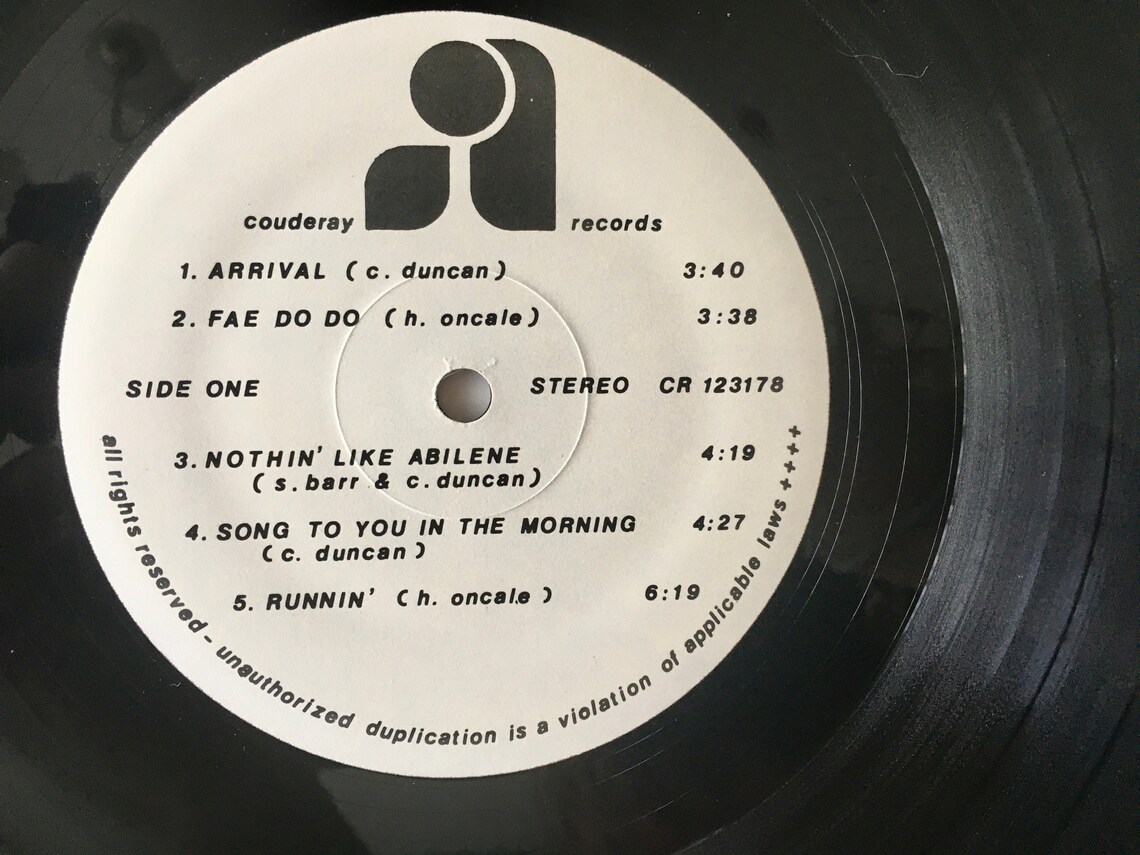 couderay records
1. ARRIVAL (c. duncan) 3:40
2. FAE DO DO (h. oncale) 3:38
SIDE ONE STEREO CR 123178
3. NOTHIN' LIKE ABILENE 4:19
(s. barr & c. duncan)
4. SONG TO YOU IN THE MORNING 4:27
(c. duncan)
5. RUNNIN' (h. oncale) 6:19
all rights reserved - unauthorized duplication is a violation of applicable laws ++++